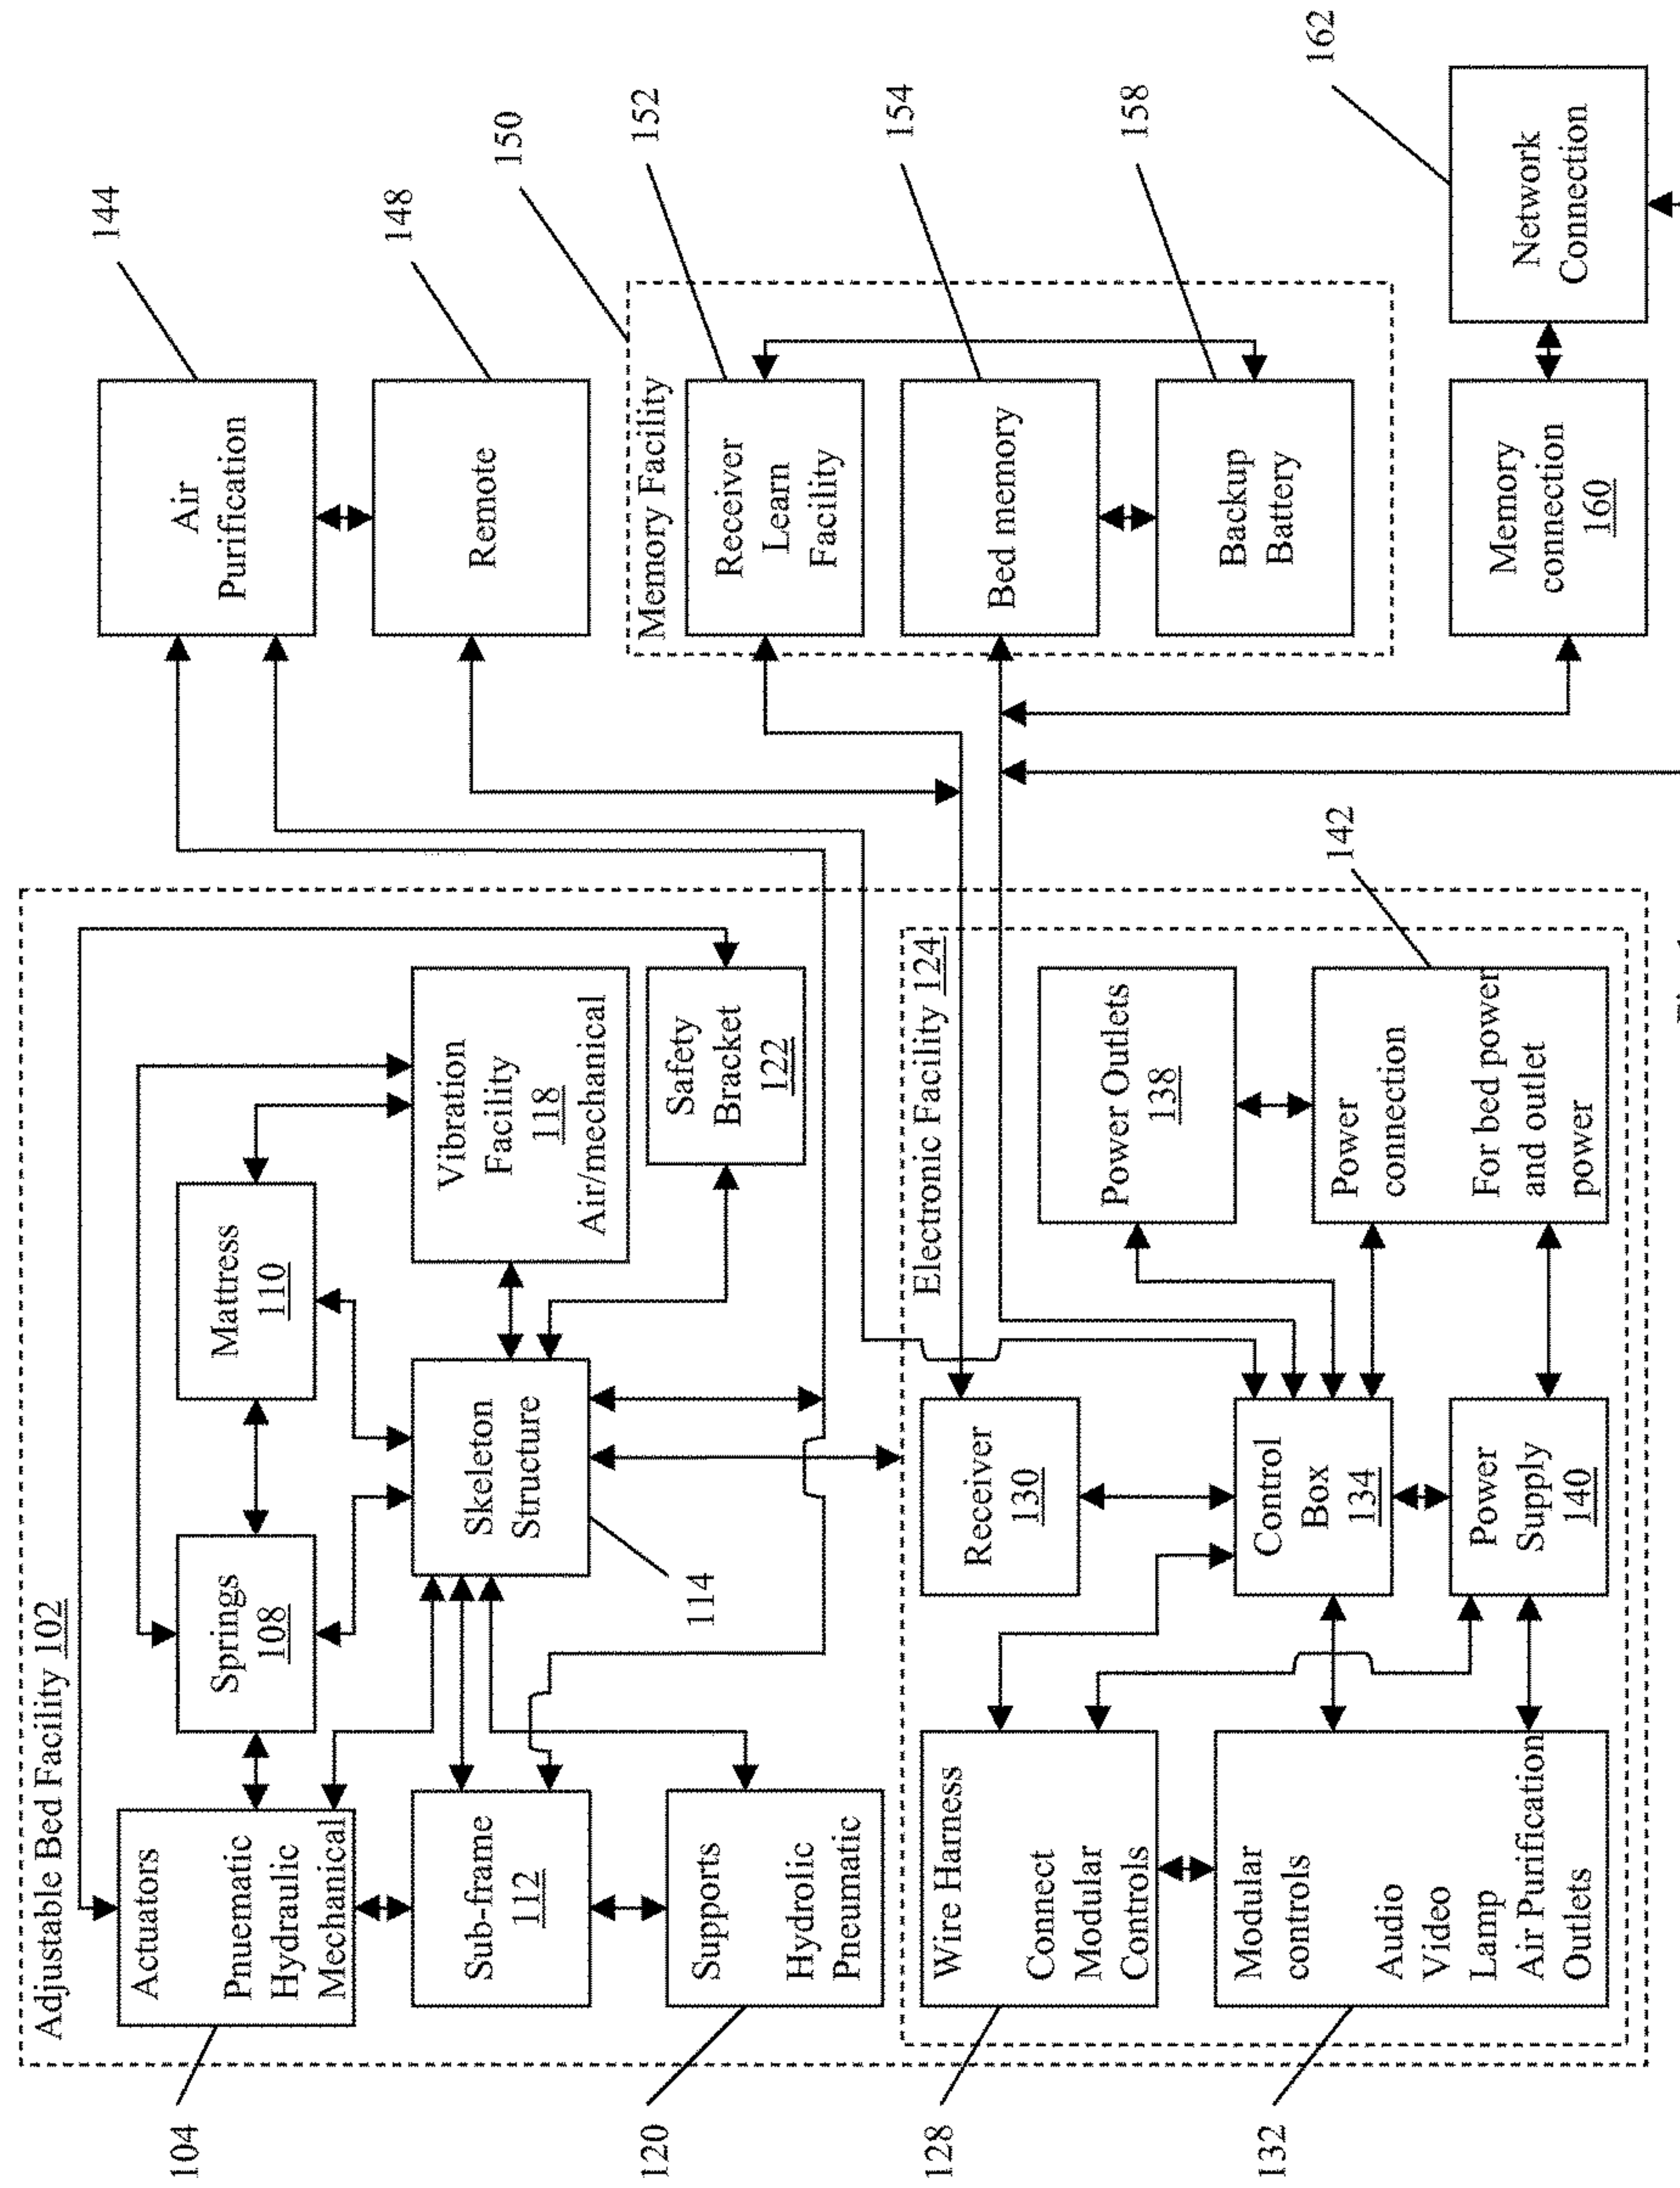 Adjustable Bed Facility 102
104
Actuators
Pnuematic
Hydraulic
Mechanical
Springs
108
Mattress
110
Sub-frame
112
Skeleton
Structure
114
Vibration
Facility
118
Air/mechanical
120
Supports
Hydrolic
Pneumatic
Safety
Bracket
122
Electronic Facility 124
128
Wire Harness
Connect
Modular
Controls
Receiver
130
132
Modular
controls
Audio
Video
Lamp
Air Purification
Outlets
Control
Box
134
Power Outlets
138
Power
Supply
140
142
Power
connection
For bed power
and outlet
power
144
Air
Purification
148
Remote
150
Memory Facility
152
Receiver
Learn
Facility
154
Bed memory
158
Backup
Battery
Memory
connection
160
162
Network
Connection